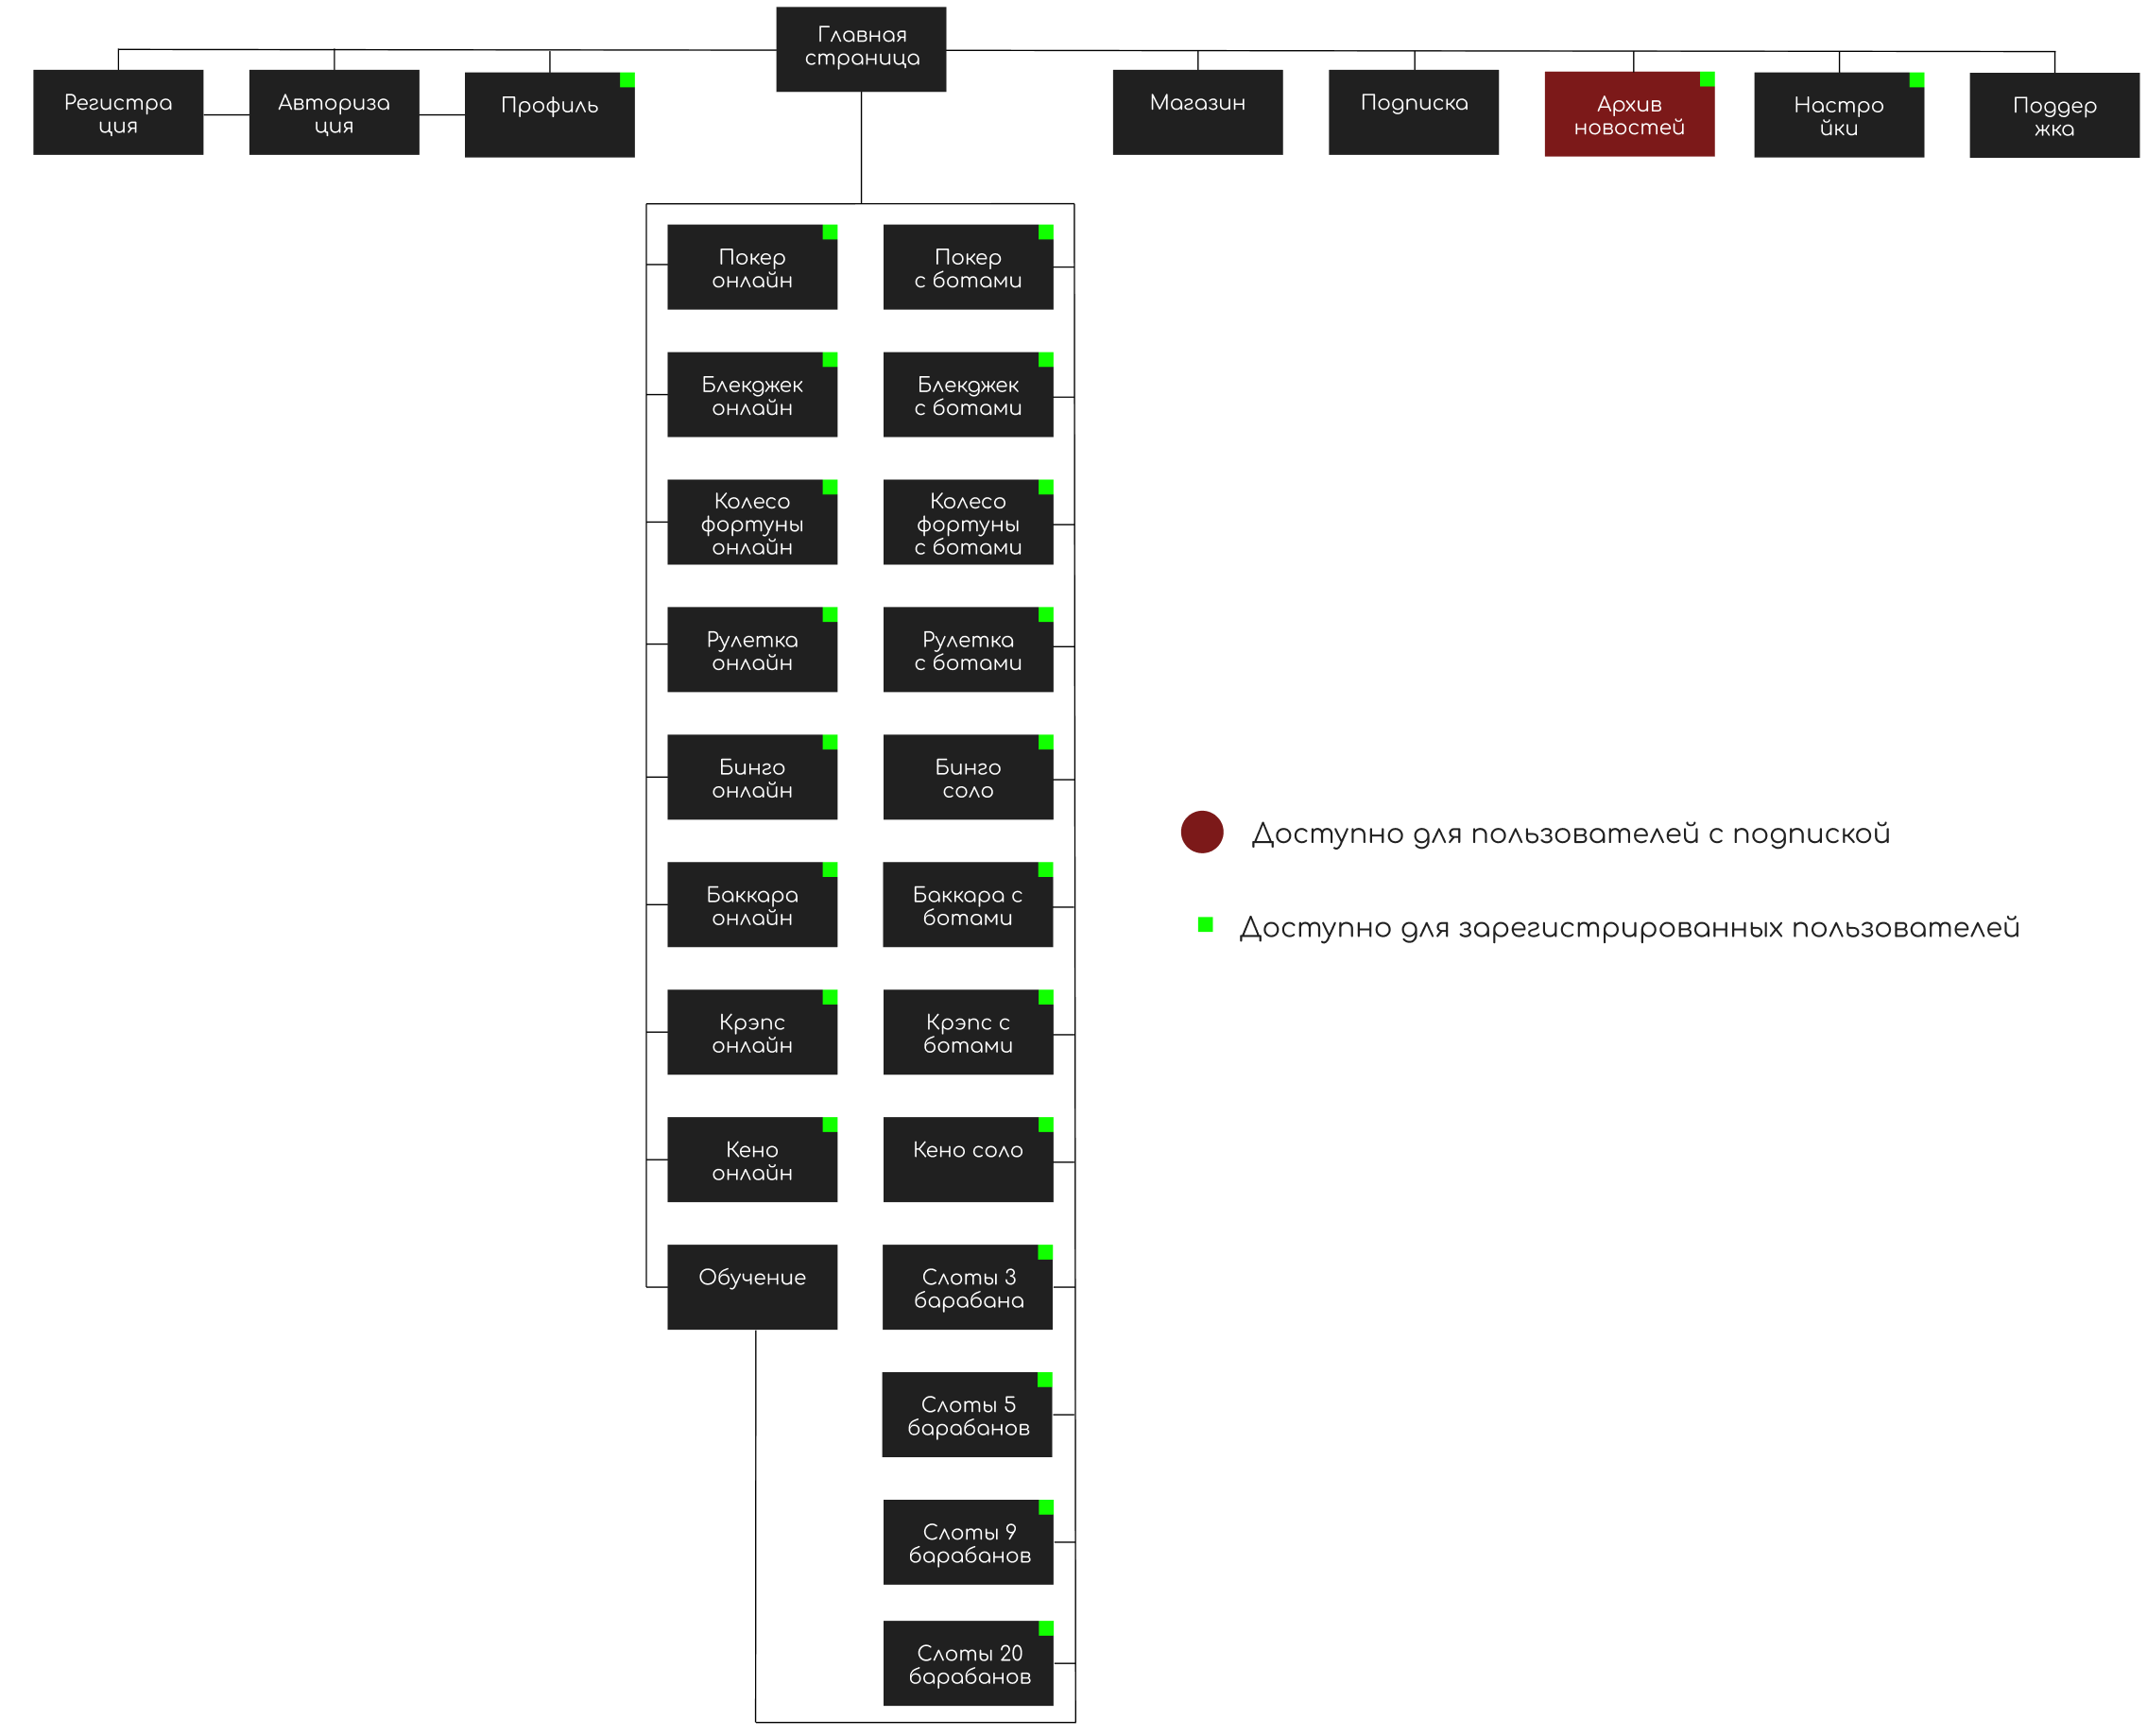 Главная
страница
Регистра
ция
Авториза
ция
Профиль
Магазин
Подписка
Архив
новостей
Настро
йки
Поддер
жка
Покер
онлайн
Покер
с ботами
Блекджек
онлайн
Блекджек
с ботами
Колесо
фортуны
онлайн
Колесо
фортуны
с ботами
Рулетка
онлайн
Рулетка
с ботами
Бинго
онлайн
Бинго
соло
Баккара
онлайн
Баккара с
ботами
Крэпс
онлайн
Крэпс с
ботами
Кено
онлайн
Кено соло
Обучение
Слоты 3
барабана
Слоты 5
барабанов
Слоты 9
барабанов
Слоты 20
барабанов
Доступно для пользователей с подпиской
Доступно для зарегистрированных пользователей